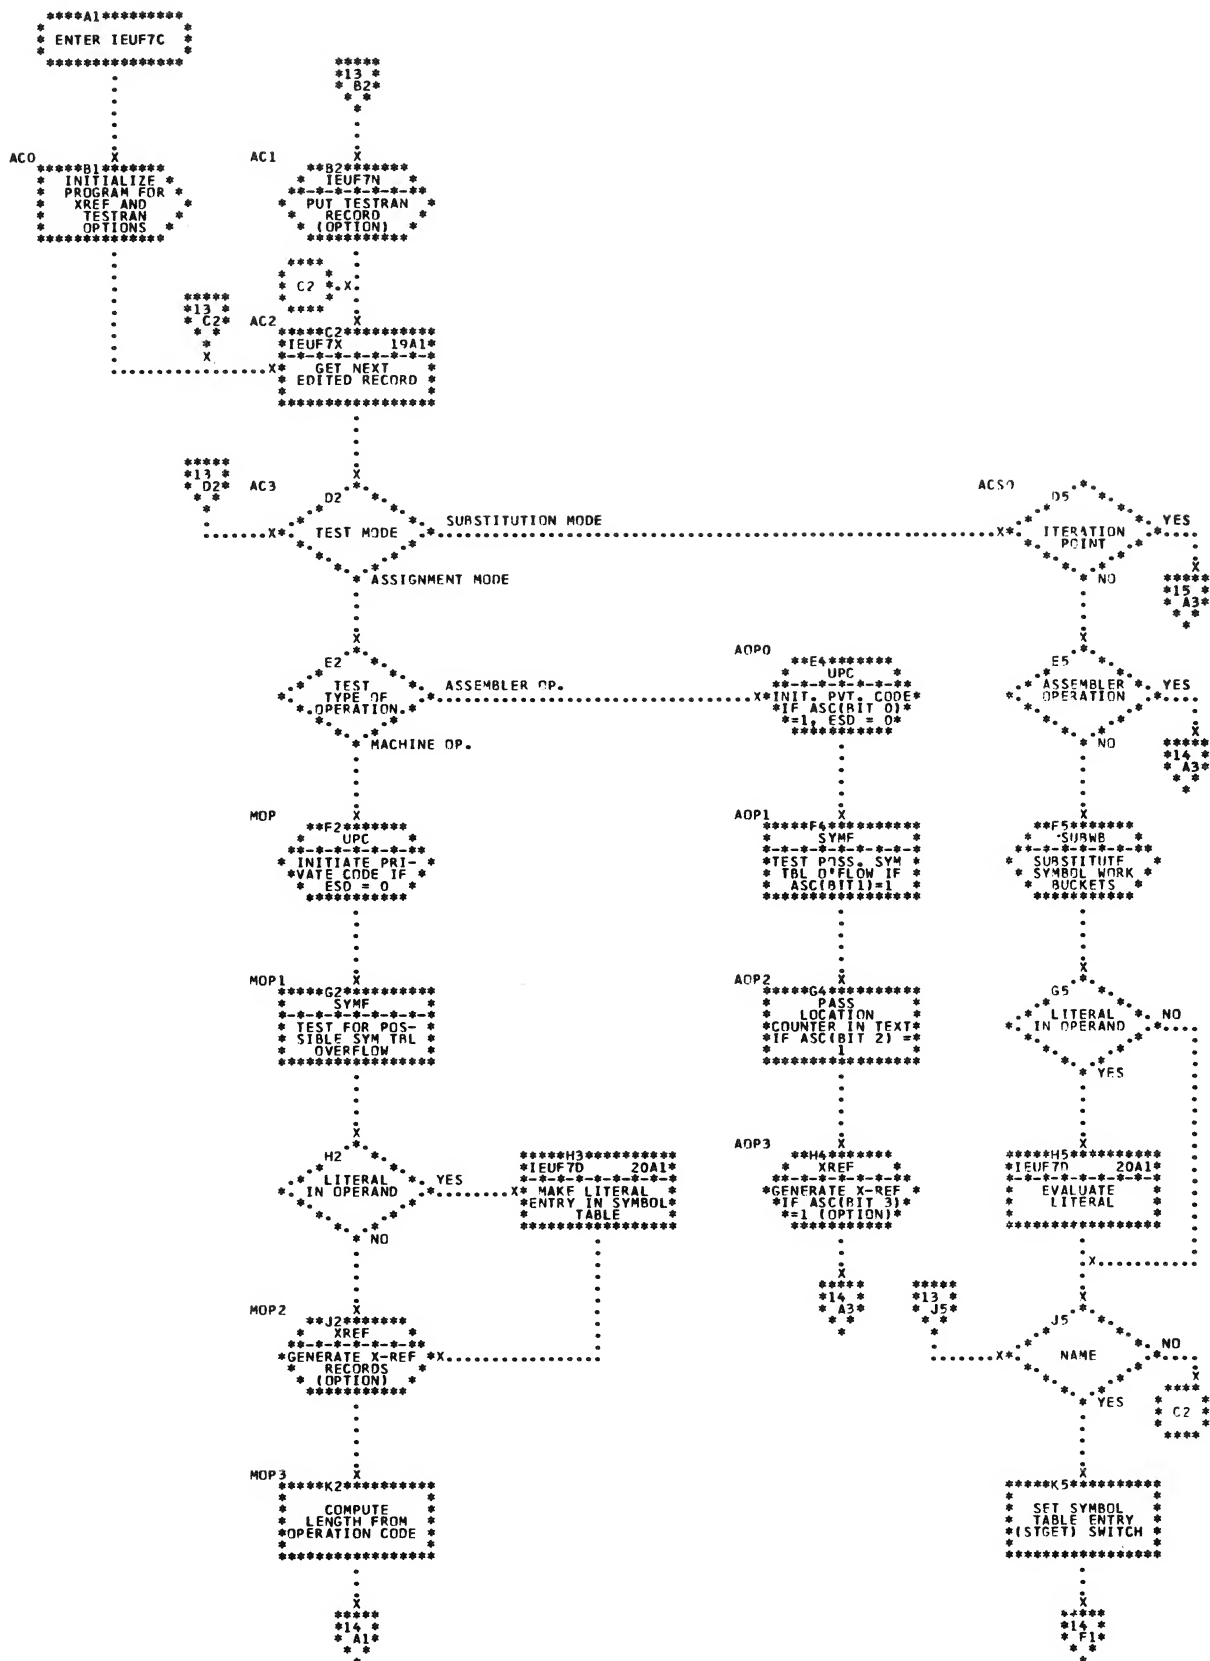 A1
ENTER IEUF7C
13
B2
AC0
B1
INITIALIZE
PROGRAM FOR
XREF AND
TESTRAN
OPTIONS
AC1
B2
IEUF7N
PUT TESTRAN
RECORD
(OPTION)
C2
13
C2
AC2
C2
IEUF7X 19A1
GET NEXT
EDITED RECORD
13
D2
AC3
D2
TEST MODE
SUBSTITUTION MODE
ASSIGNMENT MODE
ACS0
D5
ITERATION
POINT
YES
NO
15
A3
E2
TEST
TYPE OF
OPERATION.
ASSEMBLER OP.
MACHINE OP.
AOP0
E4
UPC
INIT. PVT. CODE
IF ASC(BIT 0)
=1, ESD = 0
E5
ASSEMBLER
OPERATION
YES
NO
14
A3
MOP
F2
UPC
INITIATE PRI-
VATE CODE IF
ESD = 0
AOP1
F4
SYMF
TEST POSS. SYM
TBL O'FLOW IF
ASC(BIT1)=1
F5
SUBWB
SUBSTITUTE
SYMBOL WORK
BUCKETS
MOP1
G2
SYMF
TEST FOR POS-
SIBLE SYM TBL
OVERFLOW
AOP2
G4
PASS
LOCATION
COUNTER IN TEXT
IF ASC(BIT 2) =
1
G5
LITERAL
IN OPERAND
NO
YES
H2
LITERAL
IN OPERAND
YES
NO
H3
IEUF7D 20A1
MAKE LITERAL
ENTRY IN SYMBOL
TABLE
AOP3
H4
XREF
GENERATE X-REF
IF ASC(BIT 3)
=1 (OPTION)
H5
IEUF7D 20A1
EVALUATE
LITERAL
14
A3
13
J5
MOP2
J2
XREF
GENERATE X-REF
RECORDS
(OPTION)
J5
NAME
NO
YES
C2
MOP3
K2
COMPUTE
LENGTH FROM
OPERATION CODE
K5
SET SYMBOL
TABLE ENTRY
(STGET) SWITCH
14
A1
14
F1